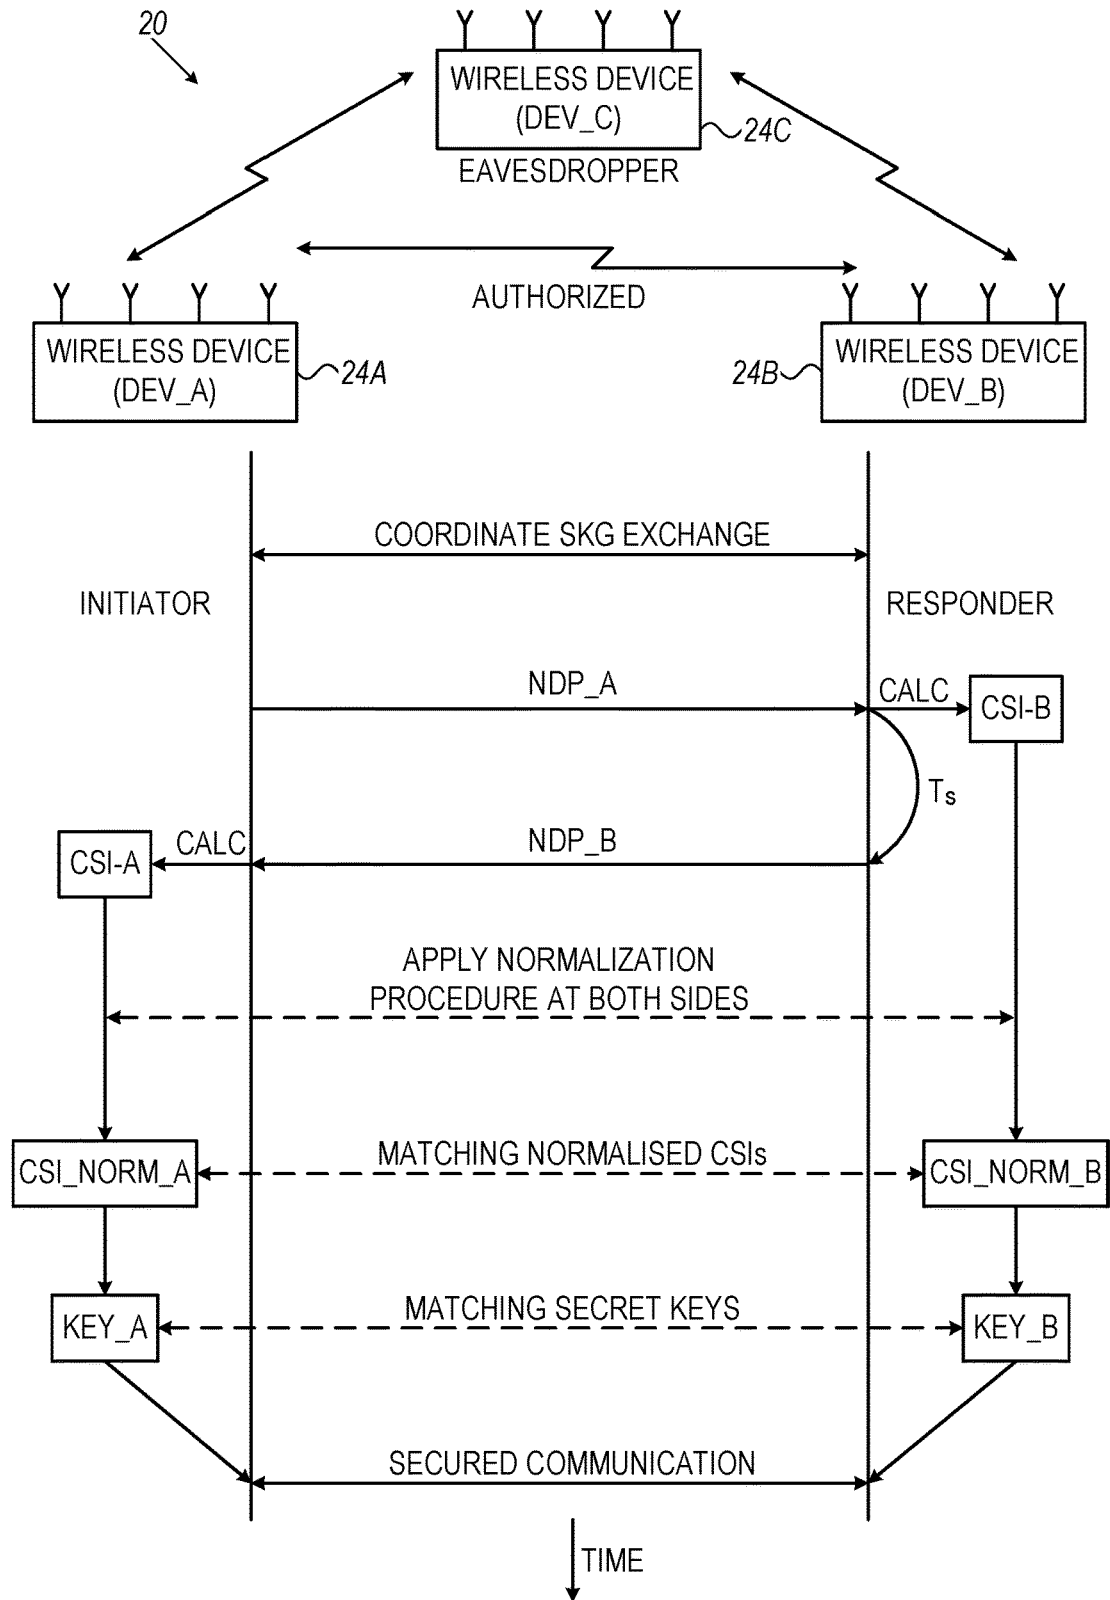 20
WIRELESS DEVICE
(DEV_C)
24C
EAVESDROPPER
AUTHORIZED
WIRELESS DEVICE
(DEV_A)
24A
24B
WIRELESS DEVICE
(DEV_B)
COORDINATE SKG EXCHANGE
INITIATOR
RESPONDER
NDP_A
CALC
CSI-B
Ts
NDP_B
CALC
CSI-A
APPLY NORMALIZATION
PROCEDURE AT BOTH SIDES
CSI_NORM_A
MATCHING NORMALISED CSIs
CSI_NORM_B
KEY_A
MATCHING SECRET KEYS
KEY_B
SECURED COMMUNICATION
TIME